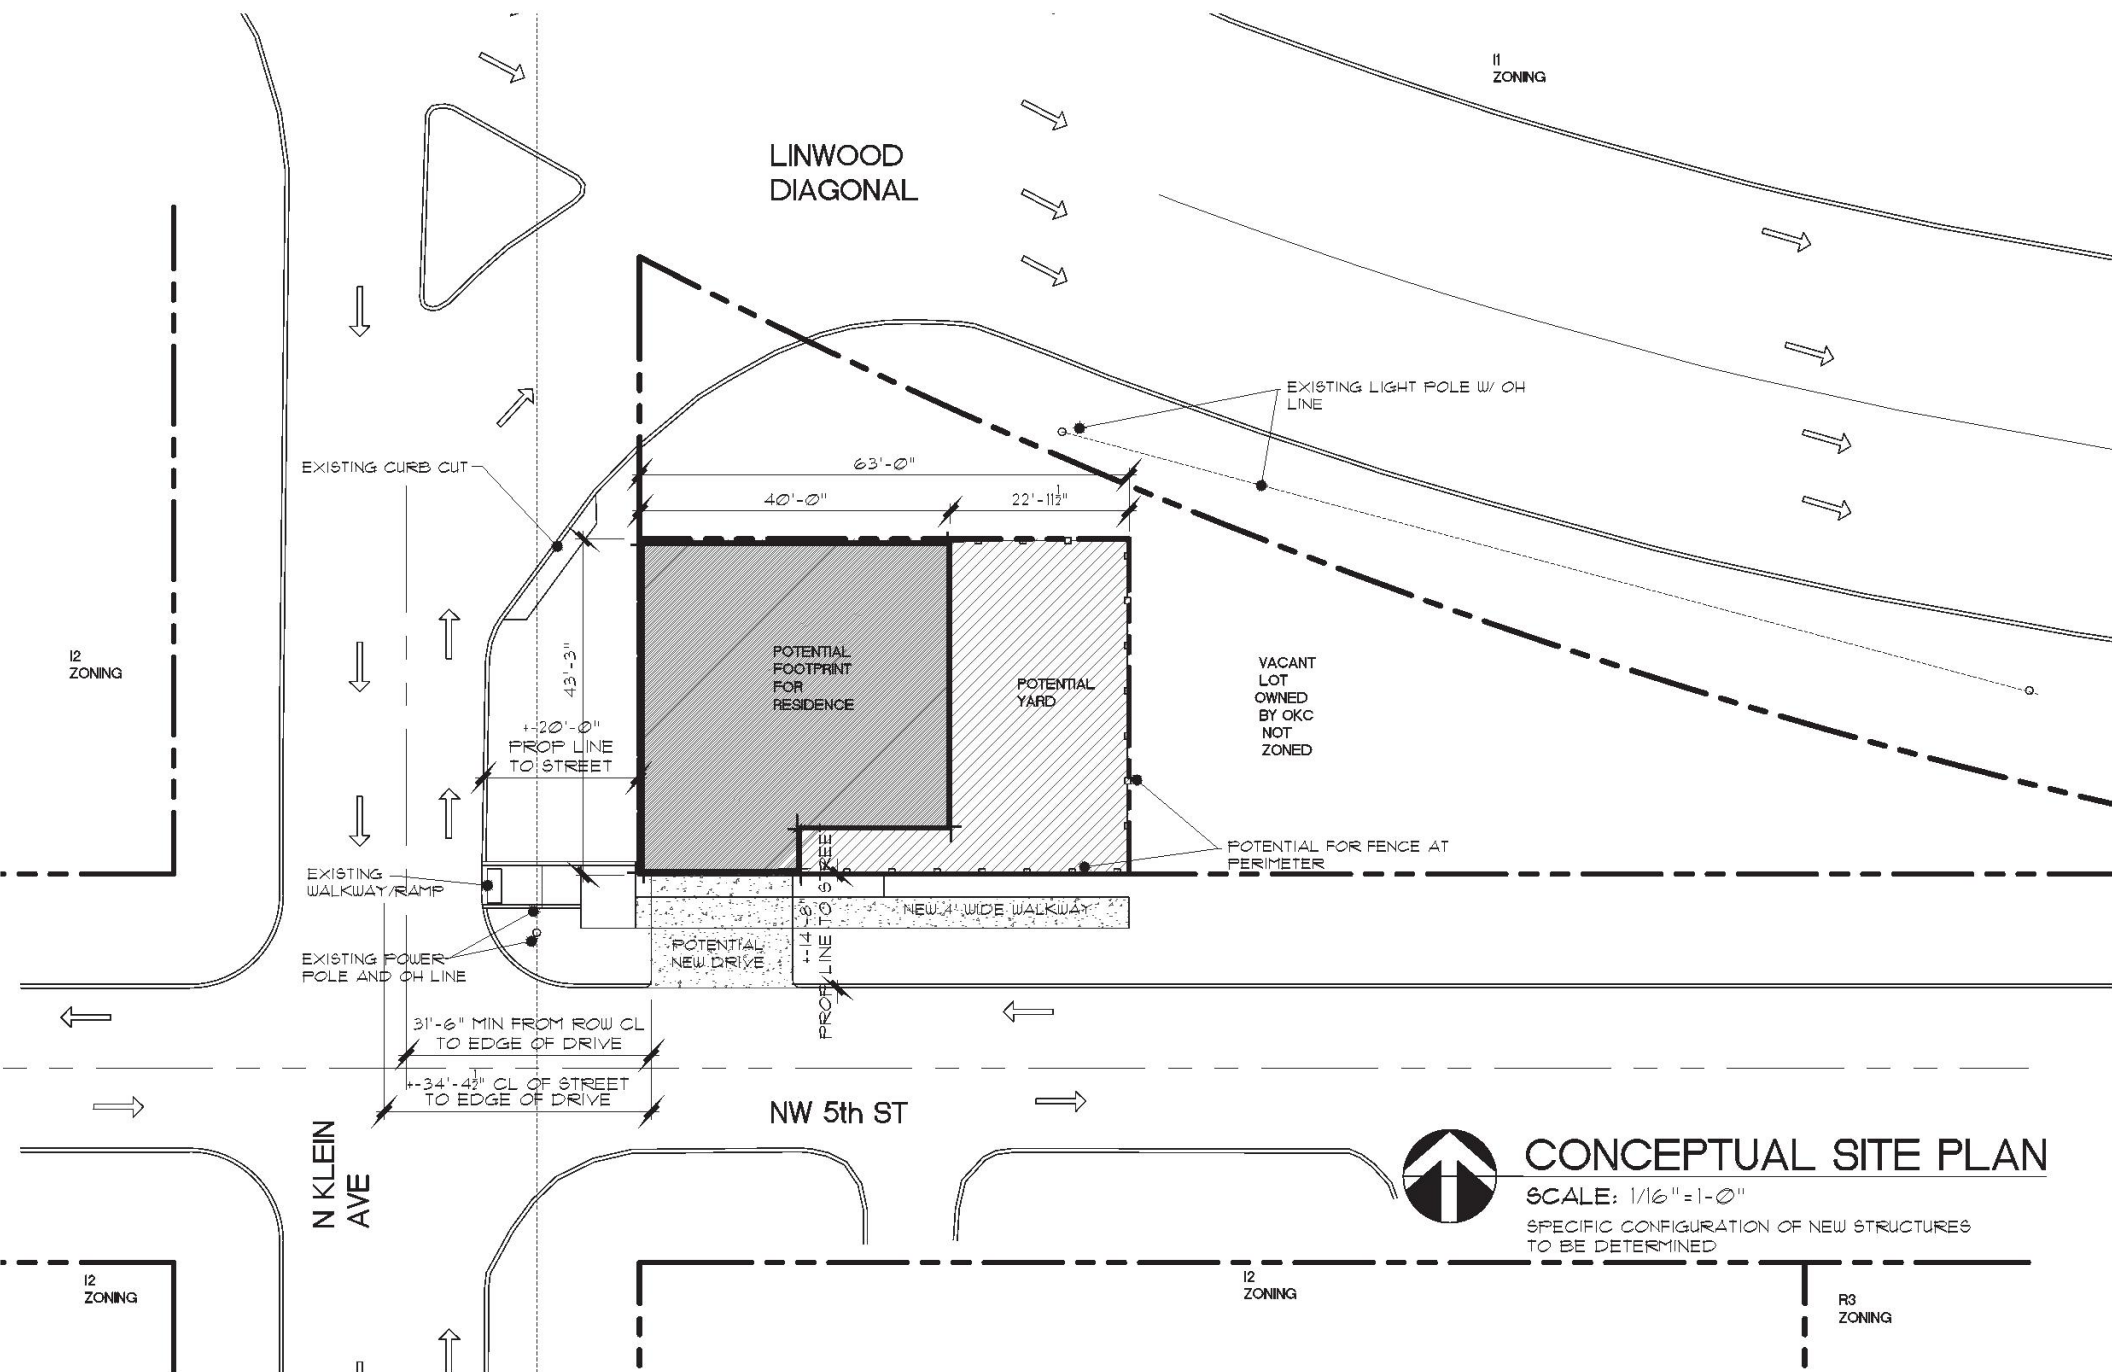 I1
ZONING
LINWOOD
DIAGONAL
EXISTING LIGHT POLE W/ OH
LINE
EXISTING CURB CUT
63'-0"
40'-0"
22'-11½"
43'-3"
I2
ZONING
POTENTIAL
FOOTPRINT
FOR
RESIDENCE
POTENTIAL
YARD
VACANT
LOT
OWNED
BY OKC
NOT
ZONED
+-20'-0"
PROP LINE
TO STREET
POTENTIAL FOR FENCE AT
PERIMETER
EXISTING
WALKWAY/RAMP
NEW 4' WIDE WALKWAY
+-14'-8"
PROP LINE TO STREET
POTENTIAL
NEW DRIVE
EXISTING POWER
POLE AND OH LINE
31'-6" MIN FROM ROW CL
TO EDGE OF DRIVE
+-34'-4½" CL OF STREET
TO EDGE OF DRIVE
NW 5th ST
N KLEIN
AVE
CONCEPTUAL SITE PLAN
SCALE: 1/16"=1-0"
SPECIFIC CONFIGURATION OF NEW STRUCTURES
TO BE DETERMINED
I2
ZONING
I2
ZONING
R3
ZONING